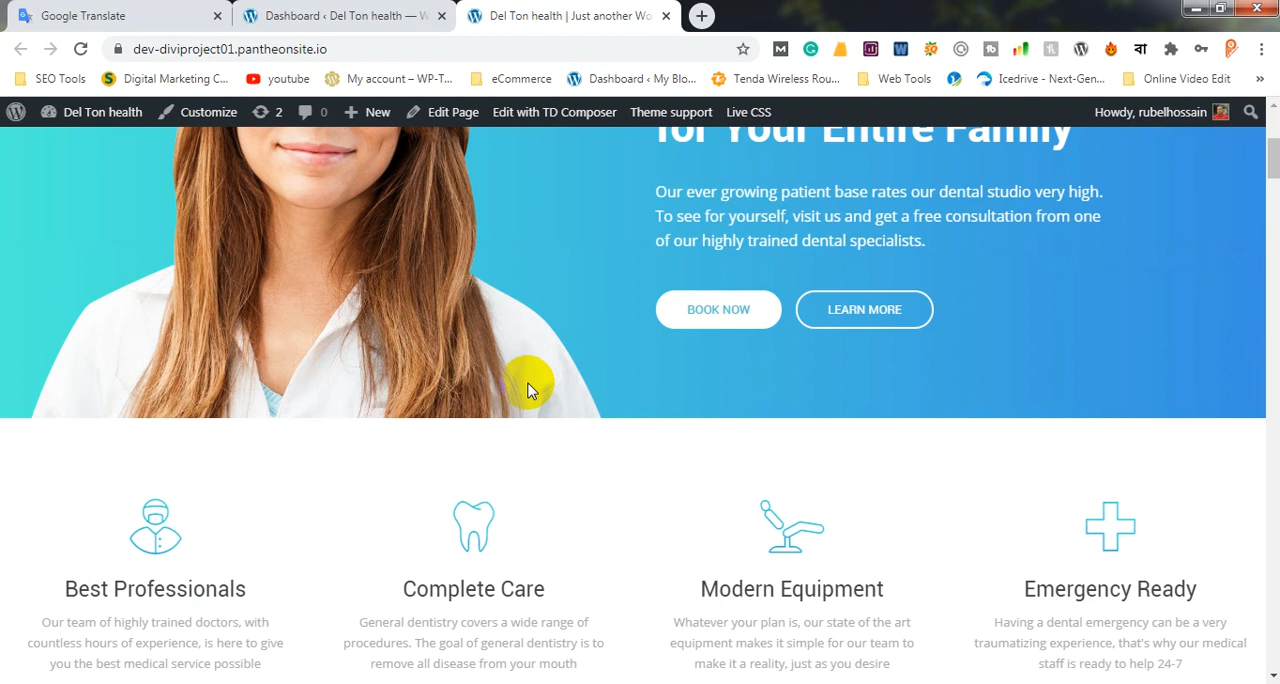 Google Translate
Dashboard ‹ Del Ton health — W
Del Ton health | Just another Wo
dev-diviproject01.pantheonsite.io
SEO Tools
Digital Marketing C...
youtube
My account – WP-T...
eCommerce
Dashboard ‹ My Blo...
Tenda Wireless Rou...
Web Tools
Icedrive - Next-Gen...
Online Video Edit
»
Del Ton health
Customize
2
0
New
Edit Page
Edit with TD Composer
Theme support
Live CSS
Howdy, rubelhossain
for Your Entire Family
Our ever growing patient base rates our dental studio very high.
To see for yourself, visit us and get a free consultation from one
of our highly trained dental specialists.
BOOK NOW
LEARN MORE
Best Professionals
Our team of highly trained doctors, with
countless hours of experience, is here to give
you the best medical service possible
Complete Care
General dentistry covers a wide range of
procedures. The goal of general dentistry is to
remove all disease from your mouth
Modern Equipment
Whatever your plan is, our state of the art
equipment makes it simple for our team to
make it a reality, just as you desire
Emergency Ready
Having a dental emergency can be a very
traumatizing experience, that's why our medical
staff is ready to help 24-7